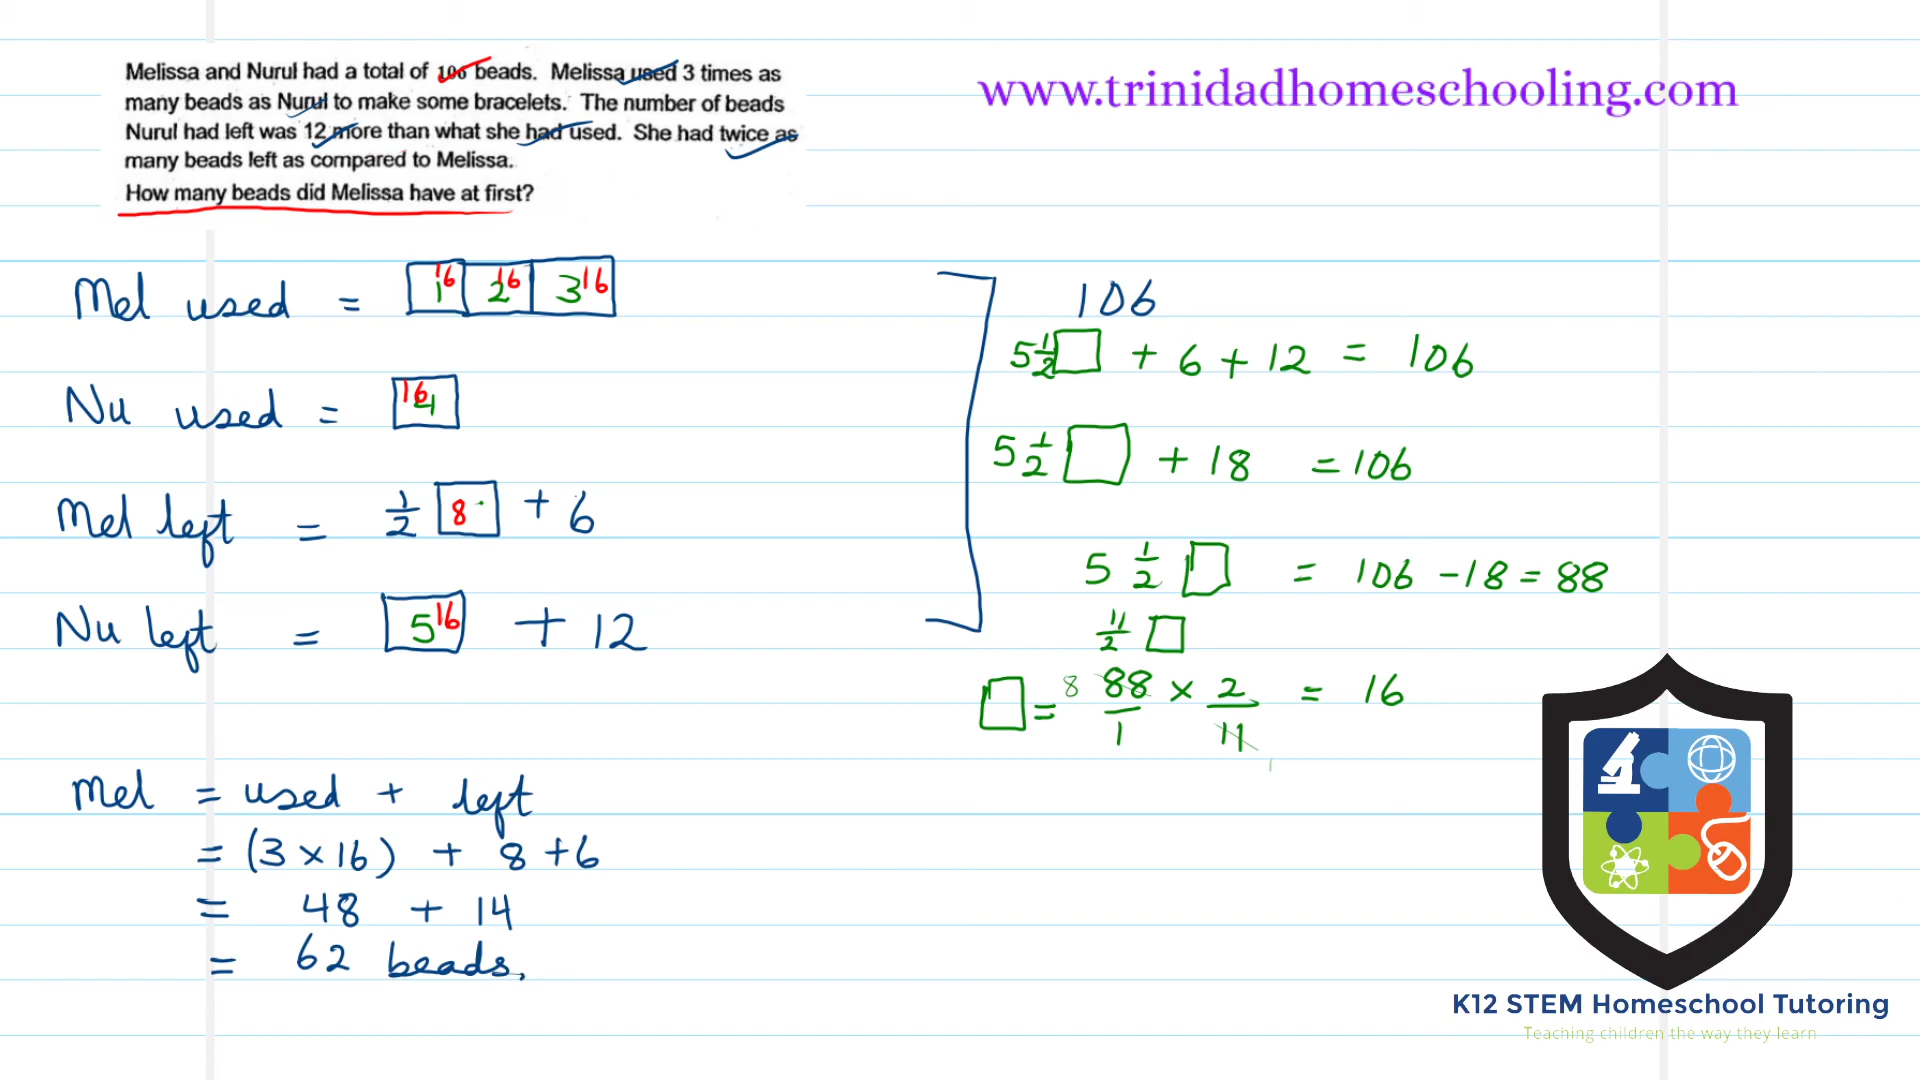 Melissa and Nurul had a total of 106 beads. Melissa used 3 times as
many beads as Nurul to make some bracelets. The number of beads
Nurul had left was 12 more than what she had used. She had twice as
many beads left as compared to Melissa.
How many beads did Melissa have at first?
www.trinidadhomeschooling.com
Mel used = 1 16 2 16 3 16
Nu used = 16 4
Mel left = 1/2 8 + 6
Nu left = 5 16 + 12
106
5 1/2 □ + 6 + 12 = 106
5 1/2 □ + 18 = 106
5 1/2 □ = 106 - 18 = 88
11/2 □
□ = 8 88/1 × 2/11 = 16
1
Mel = used + left
= (3 × 16) + 8 + 6
= 48 + 14
= 62 beads.
K12 STEM Homeschool Tutoring
Teaching children the way they learn